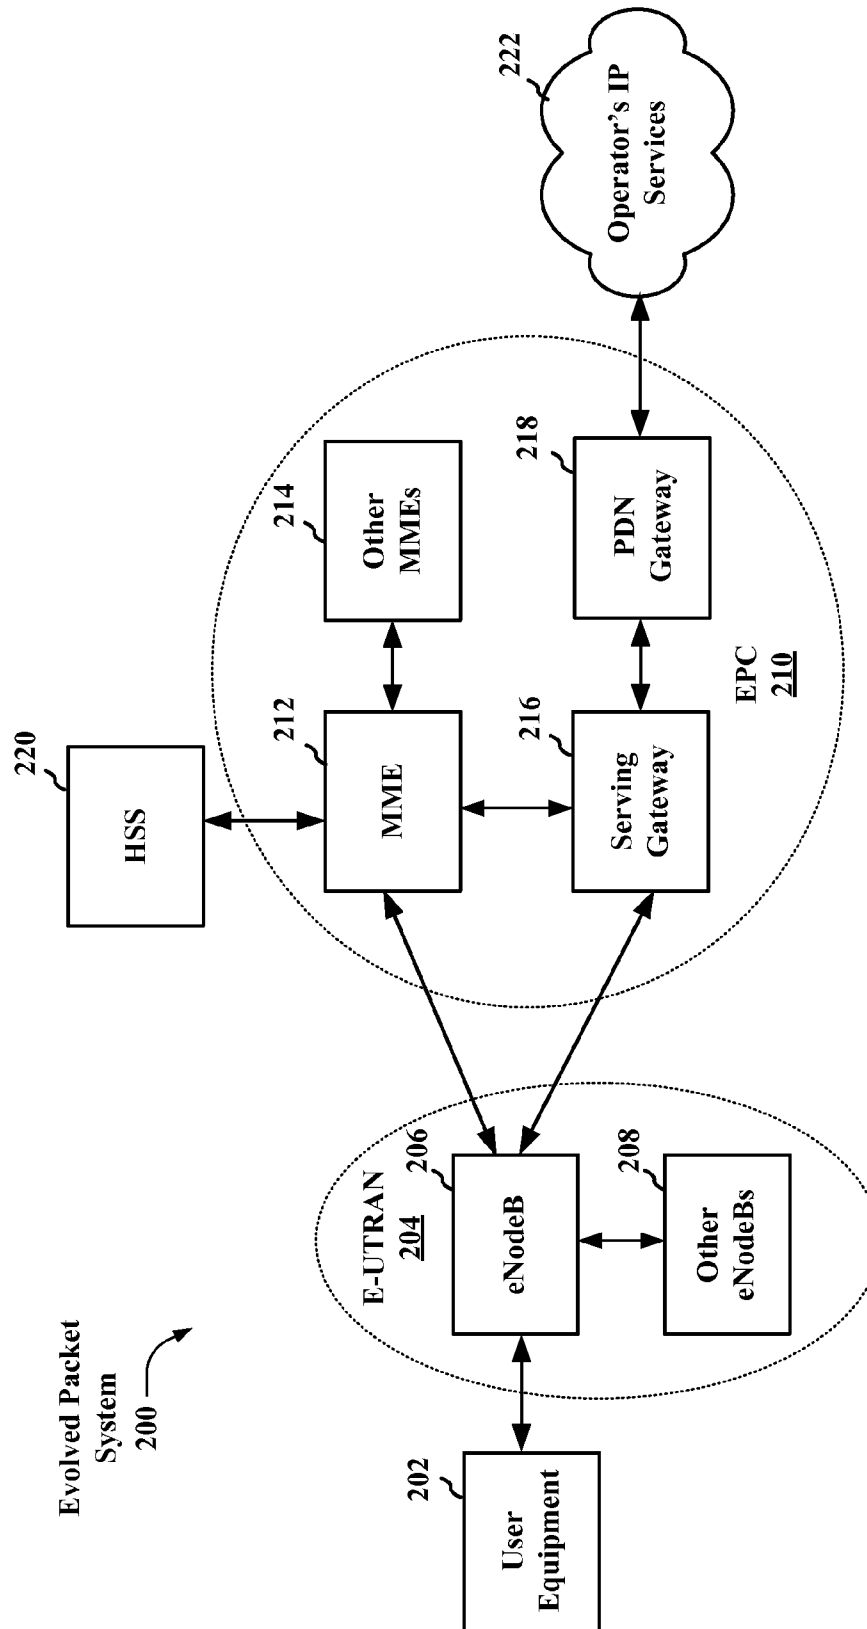 Evolved Packet
System
200
202
User
Equipment
E-UTRAN
204
206
eNodeB
208
Other
eNodeBs
220
HSS
212
MME
214
Other
MMEs
216
Serving
Gateway
218
PDN
Gateway
EPC
210
222
Operator's IP
Services